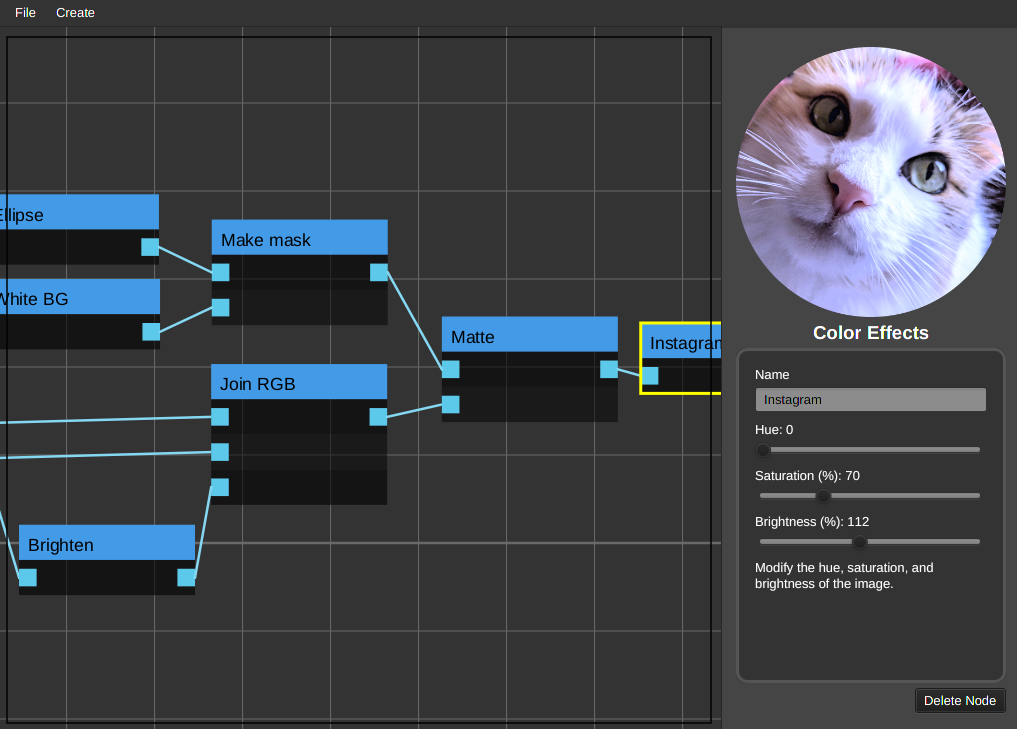 File Create
Ellipse
Make mask
White BG
Matte
Instagram
Join RGB
Brighten
Color Effects
Name
Instagram
Hue: 0
Saturation (%): 70
Brightness (%): 112
Modify the hue, saturation, and
brightness of the image.
Delete Node